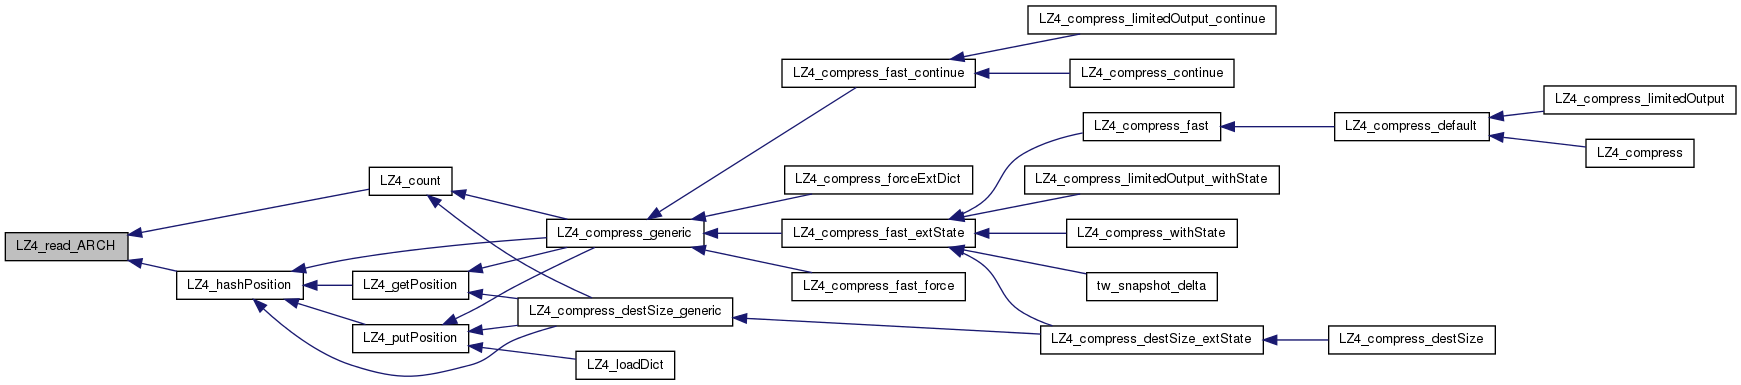 LZ4_compress_limitedOutput_continue
LZ4_compress_fast_continue
LZ4_compress_continue
LZ4_compress_limitedOutput
LZ4_compress_fast
LZ4_compress_default
LZ4_compress
LZ4_count
LZ4_compress_forceExtDict
LZ4_compress_limitedOutput_withState
LZ4_read_ARCH
LZ4_compress_generic
LZ4_compress_fast_extState
LZ4_compress_withState
LZ4_hashPosition
LZ4_getPosition
LZ4_compress_fast_force
tw_snapshot_delta
LZ4_compress_destSize_generic
LZ4_putPosition
LZ4_compress_destSize_extState
LZ4_compress_destSize
LZ4_loadDict